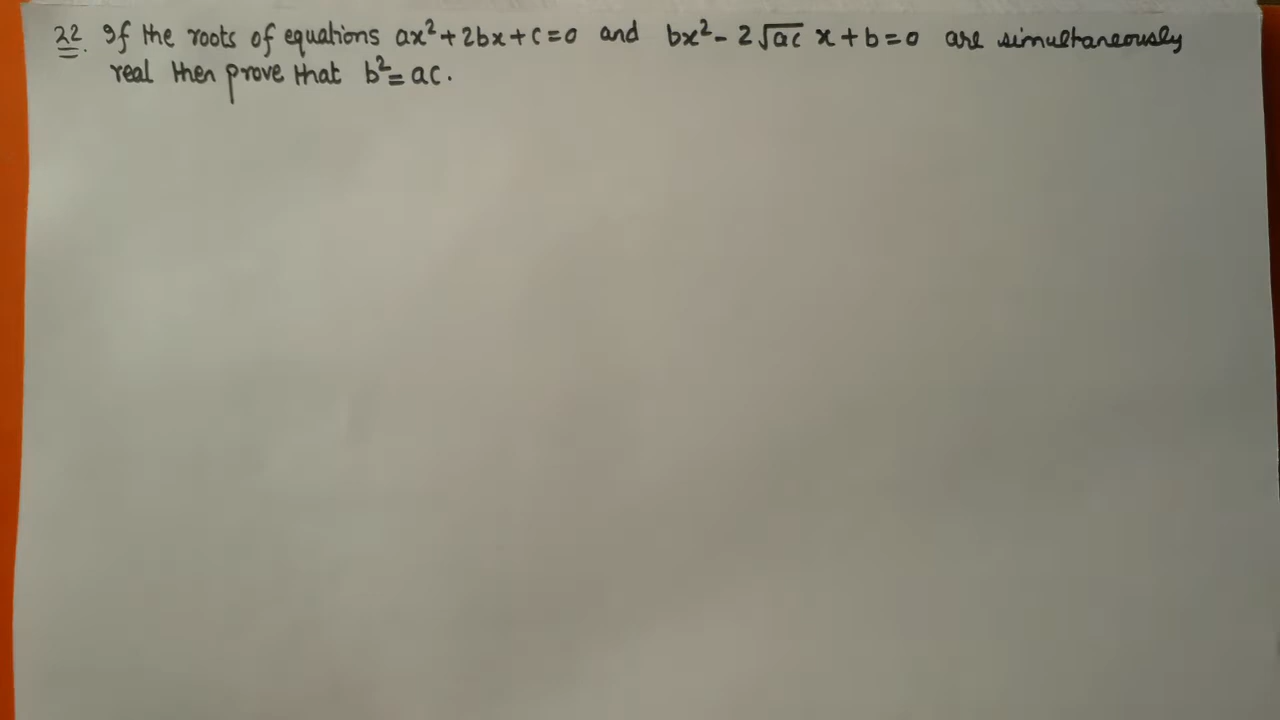 22. If the roots of equations ax²+2bx+c=0 and bx²-2√ac x+b=0 are simultaneously
real then prove that b²=ac.